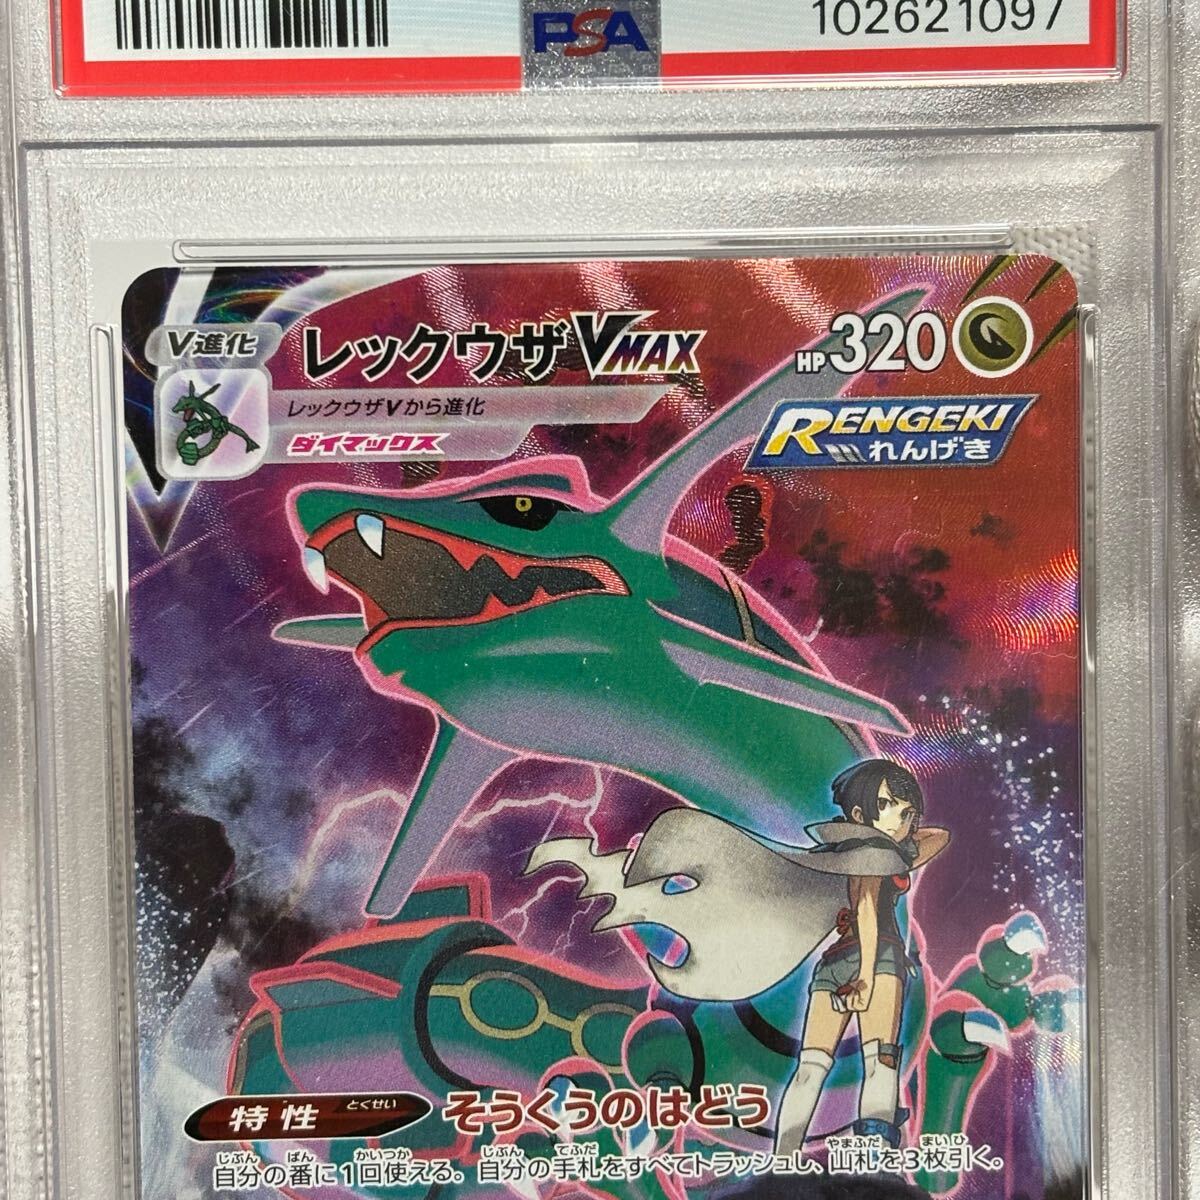 PSA
102621097
V進化
レックウザVMAX
HP320
レックウザVから進化
ダイマックス
RENGEKI
れんげき
特性 とくせい そうくうのはどう
じぶん ばん かいつか じぶん てふだ やまふだ まい ひ
自分の番に1回使える。自分の手札をすべてトラッシュし、山札を3枚引く。